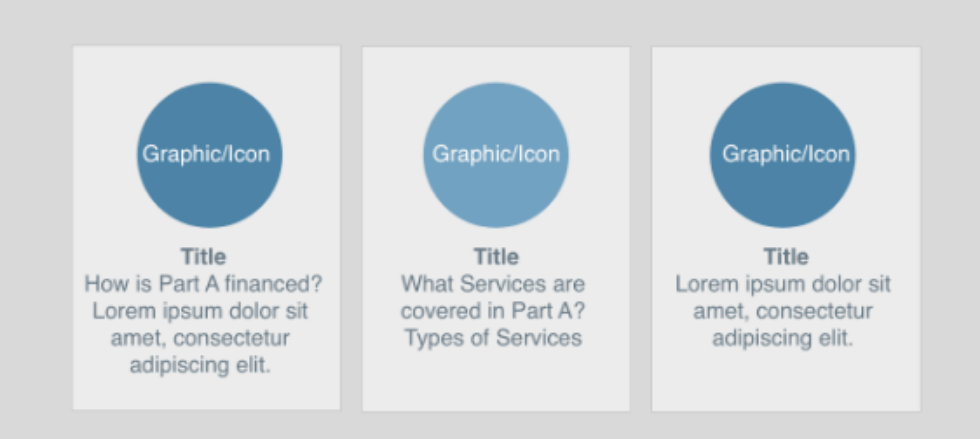 Graphic/Icon
Title
How is Part A financed?
Lorem ipsum dolor sit
amet, consectetur
adipiscing elit.
Graphic/Icon
Title
What Services are
covered in Part A?
Types of Services
Graphic/Icon
Title
Lorem ipsum dolor sit
amet, consectetur
adipiscing elit.